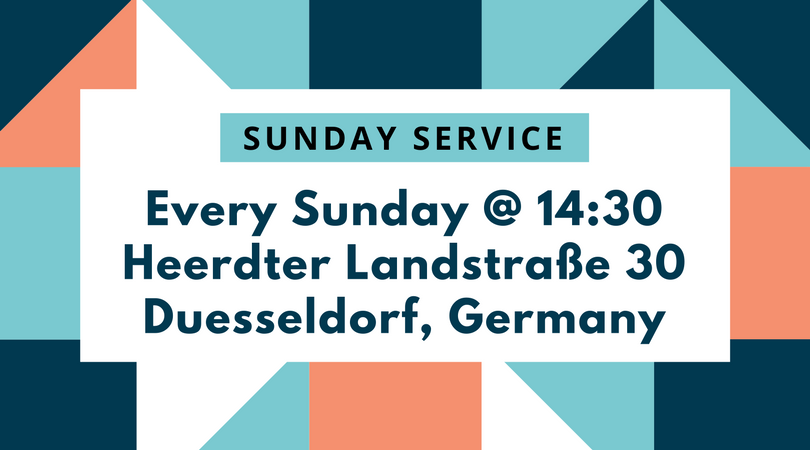 SUNDAY SERVICE
Every Sunday @ 14:30
Heerdter Landstraße 30
Duesseldorf, Germany